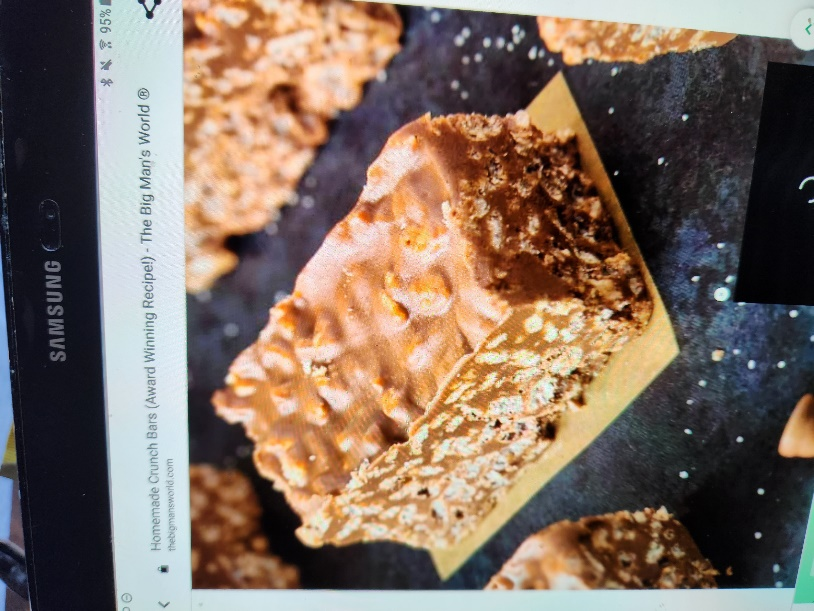 SAMSUNG
95%
Homemade Crunch Bars (Award Winning Recipe!) - The Big Man's World ®
thebigmansworld.com